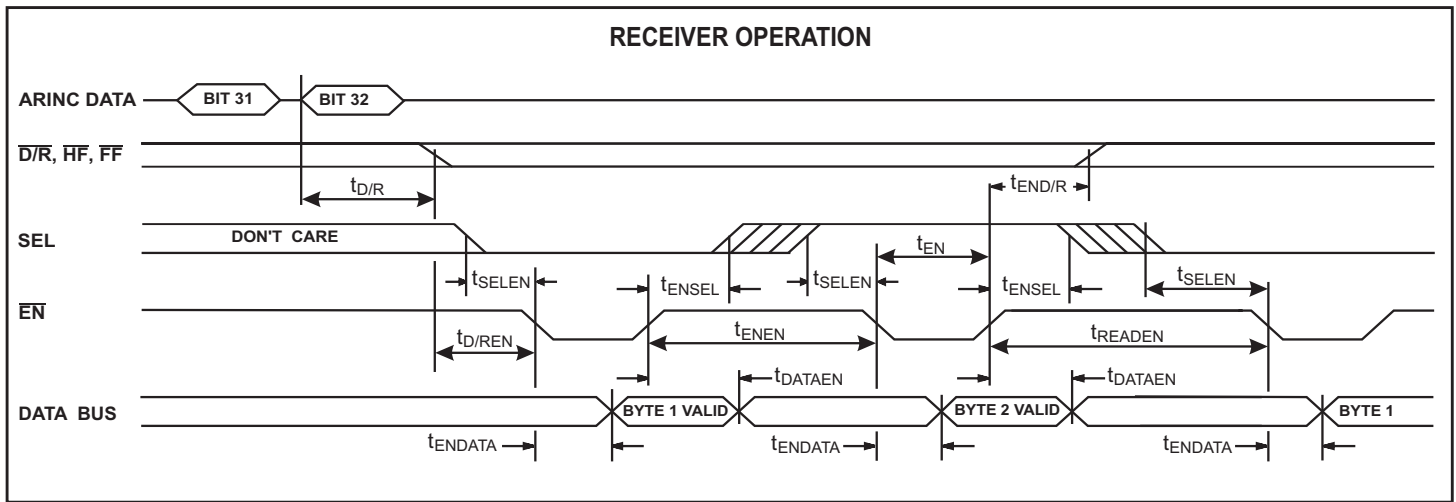 RECEIVER OPERATION
ARINC DATA BIT 31 BIT 32
D/R, HF, FF
tD/R tEND/R
SEL DON'T CARE
tEN
tSELEN tENSEL tSELEN tENSEL tSELEN
EN
tD/REN tENEN tREADEN
tDATAEN tDATAEN
DATA BUS BYTE 1 VALID BYTE 2 VALID BYTE 1
tENDATA tENDATA tENDATA